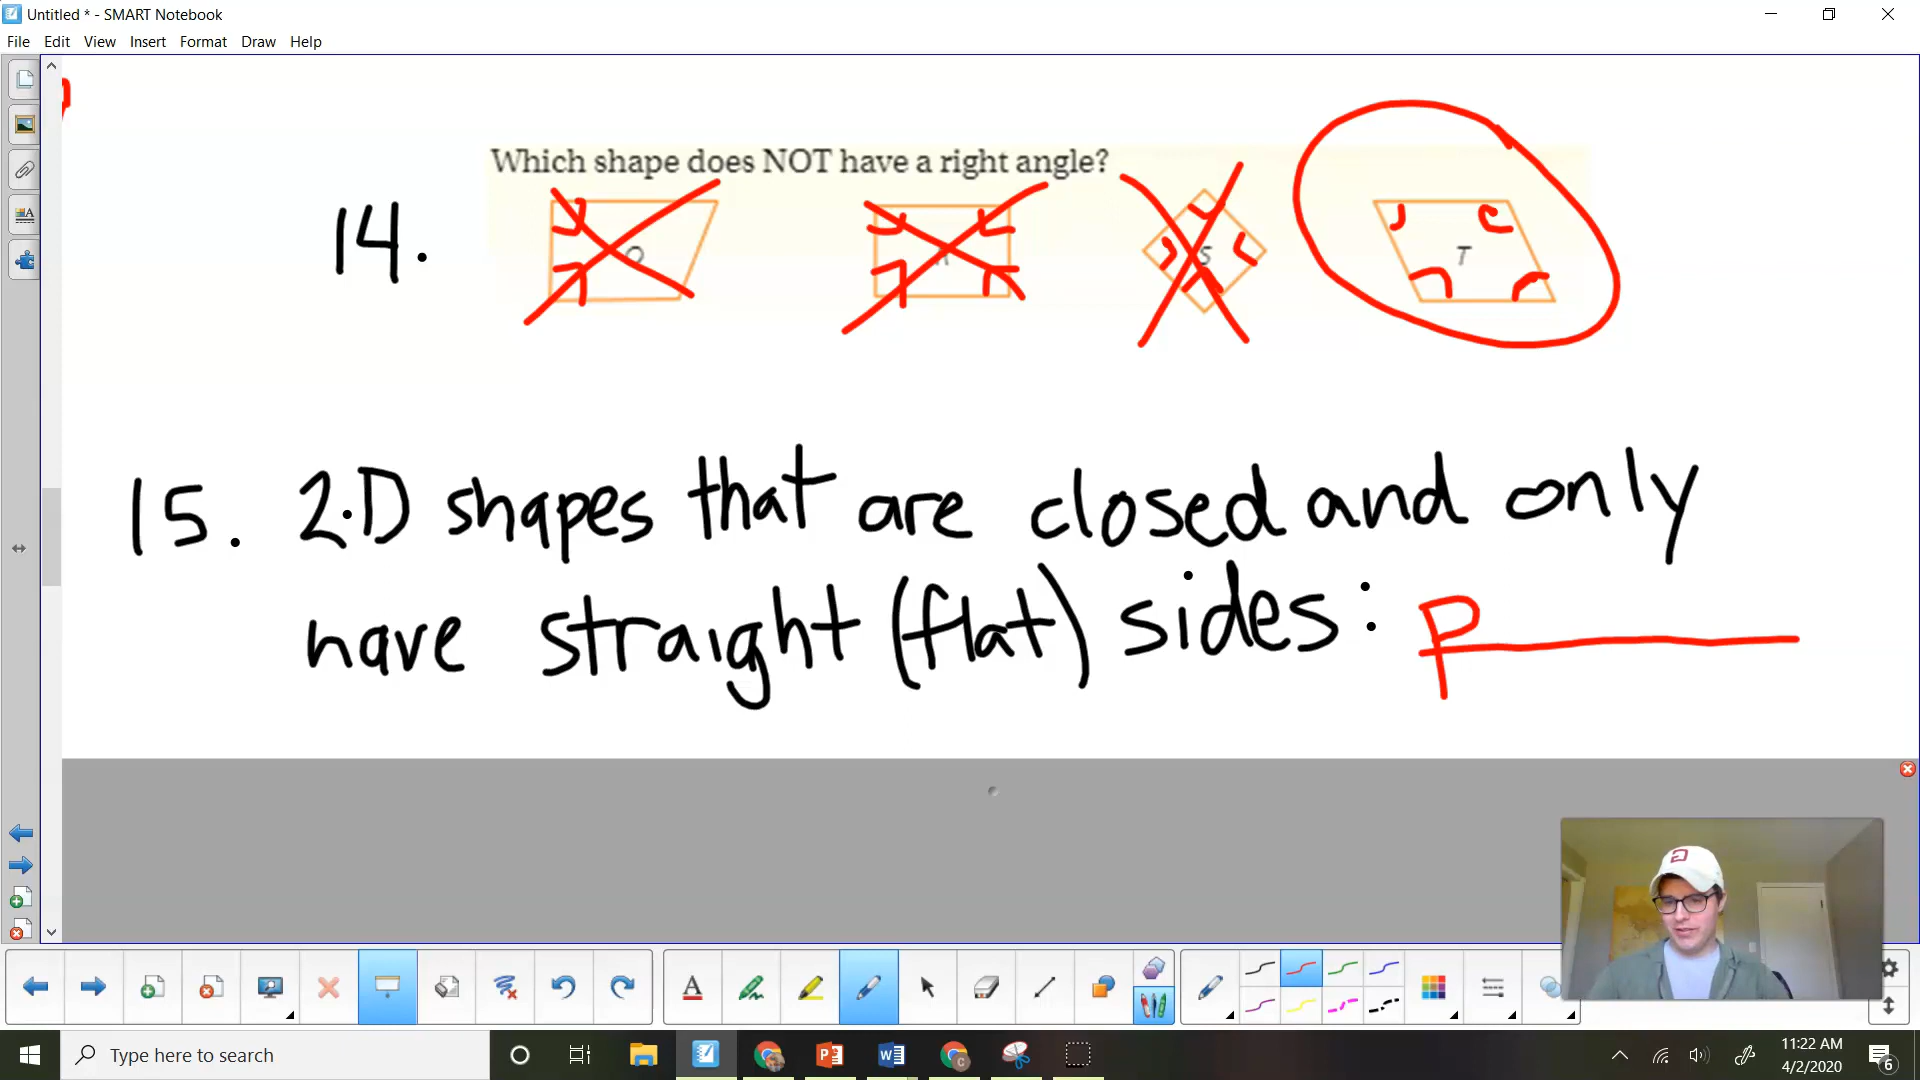 Untitled * - SMART Notebook
File Edit View Insert Format Draw Help
Which shape does NOT have a right angle?
14.
S
T
15. 2-D shapes that are closed and only
have straight (flat) sides: P
Type here to search
11:22 AM
4/2/2020
6